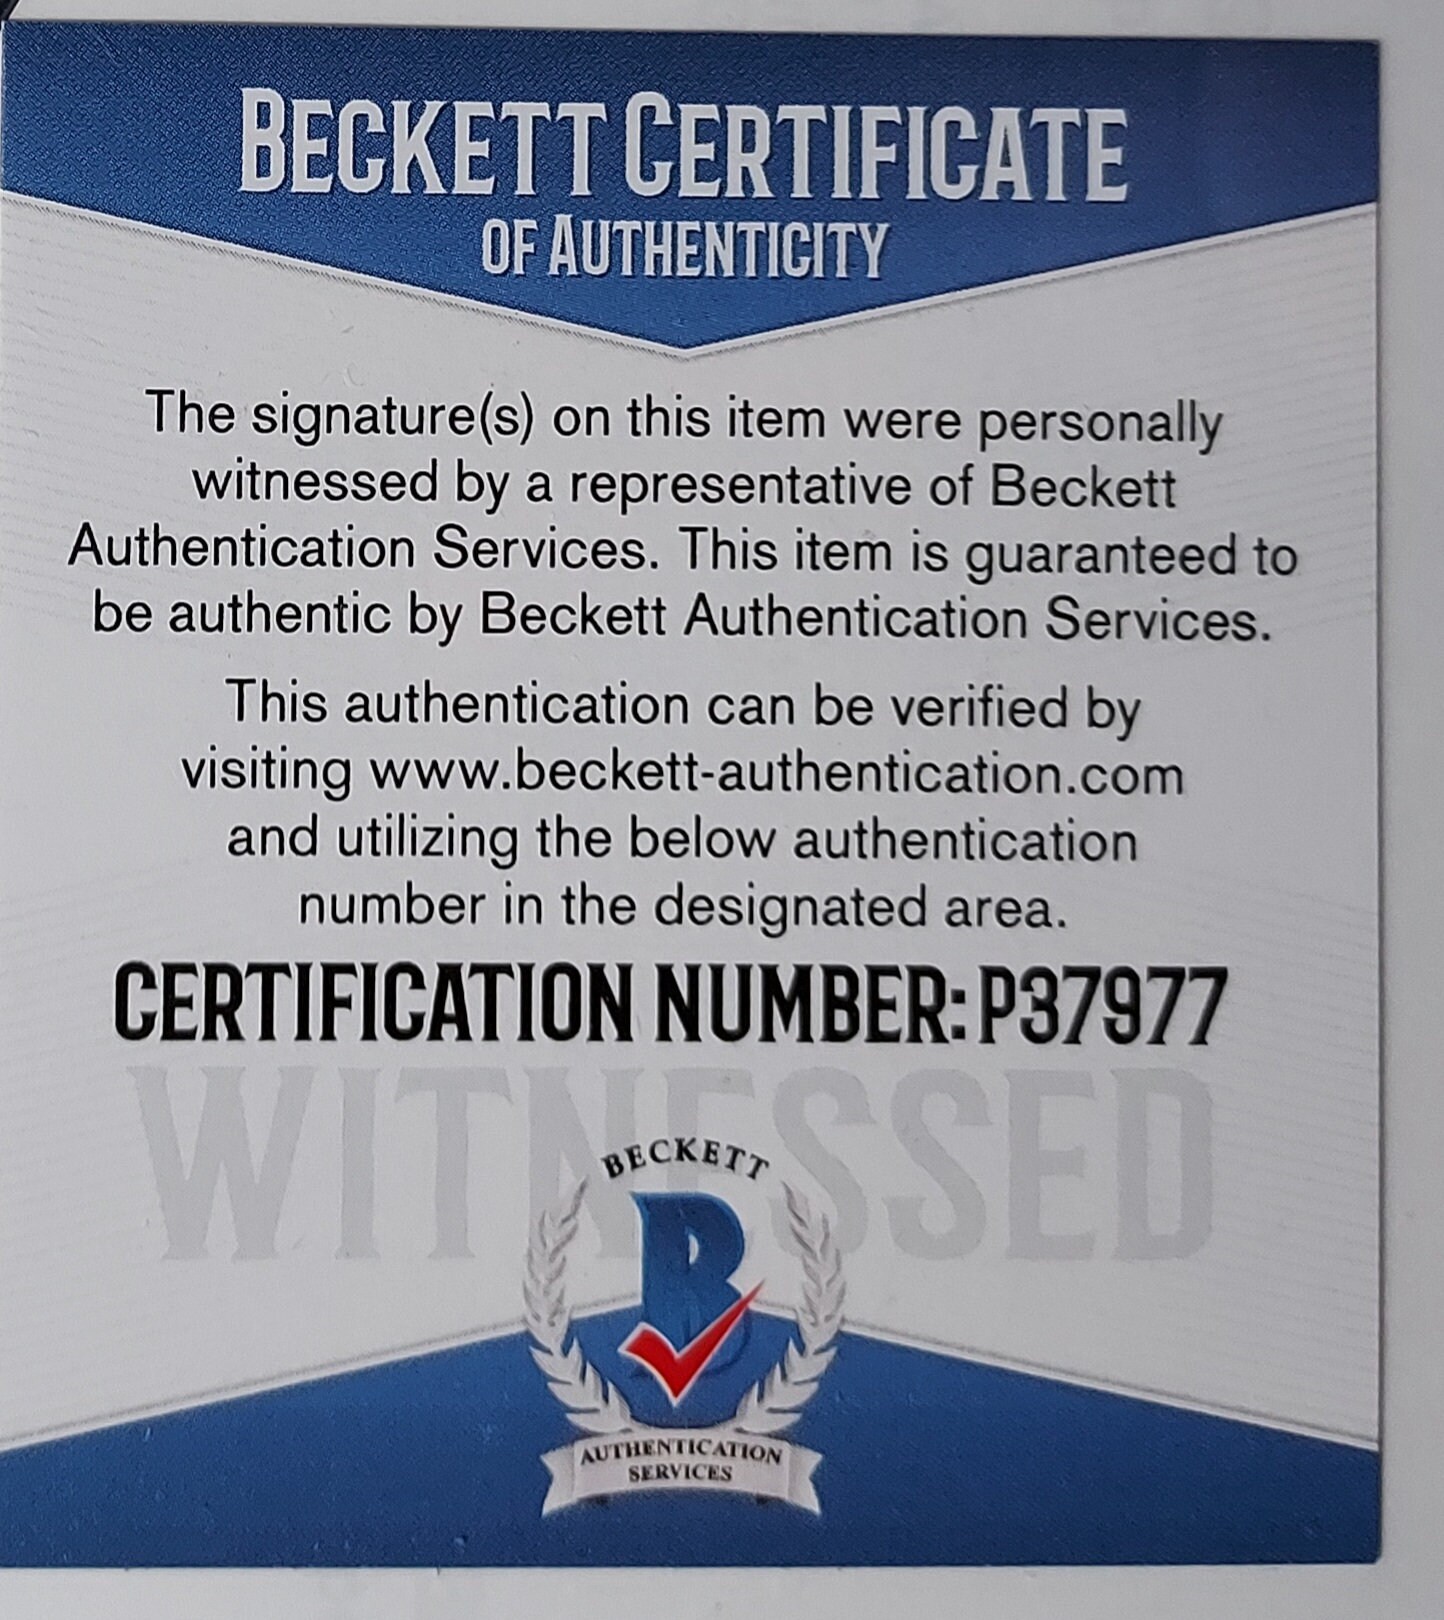 BECKETT CERTIFICATE
OF AUTHENTICITY
The signature(s) on this item were personally
witnessed by a representative of Beckett
Authentication Services. This item is guaranteed to
be authentic by Beckett Authentication Services.
This authentication can be verified by
visiting www.beckett-authentication.com
and utilizing the below authentication
number in the designated area.
CERTIFICATION NUMBER: P37977
WITNESSED
BECKETT
B
AUTHENTICATION
SERVICES